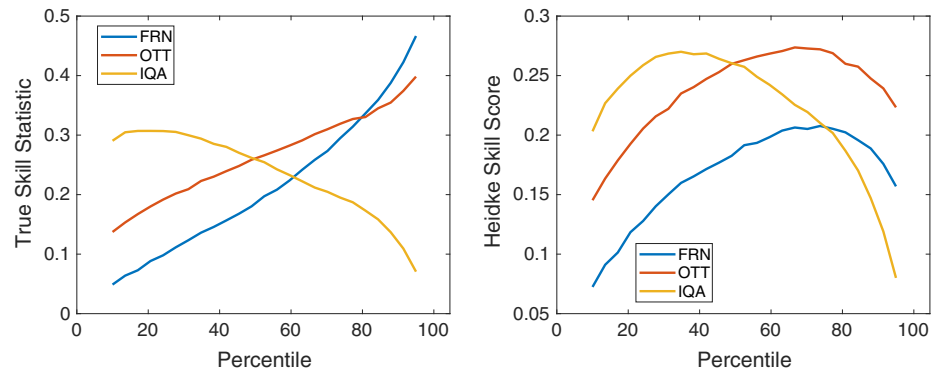 0.5
0.4
0.3
0.2
0.1
0
True Skill Statistic
FRN
OTT
IQA
0 20 40 60 80 100
Percentile
0.3
0.25
0.2
0.15
0.1
0.05
Heidke Skill Score
FRN
OTT
IQA
0 20 40 60 80 100
Percentile